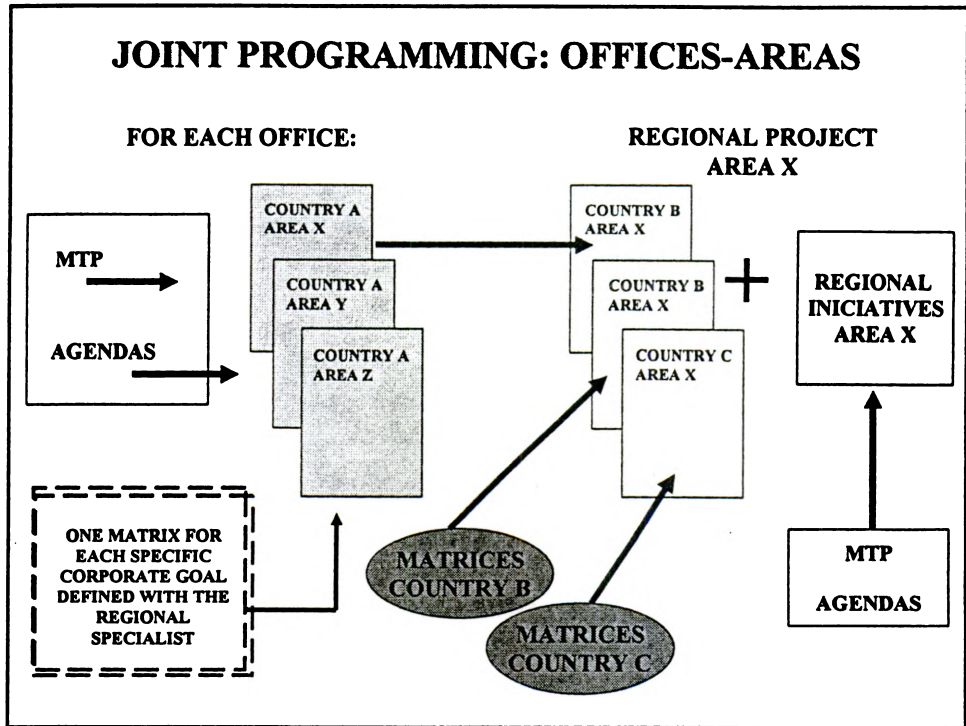 JOINT PROGRAMMING: OFFICES-AREAS
FOR EACH OFFICE:
REGIONAL PROJECT
AREA X
MTP
AGENDAS
COUNTRY A
AREA X
COUNTRY A
AREA Y
COUNTRY A
AREA Z
COUNTRY B
AREA X
COUNTRY B
AREA X
COUNTRY C
AREA X
+
REGIONAL
INICIATIVES
AREA X
ONE MATRIX FOR
EACH SPECIFIC
CORPORATE GOAL
DEFINED WITH THE
REGIONAL
SPECIALIST
MATRICES
COUNTRY B
MATRICES
COUNTRY C
MTP
AGENDAS